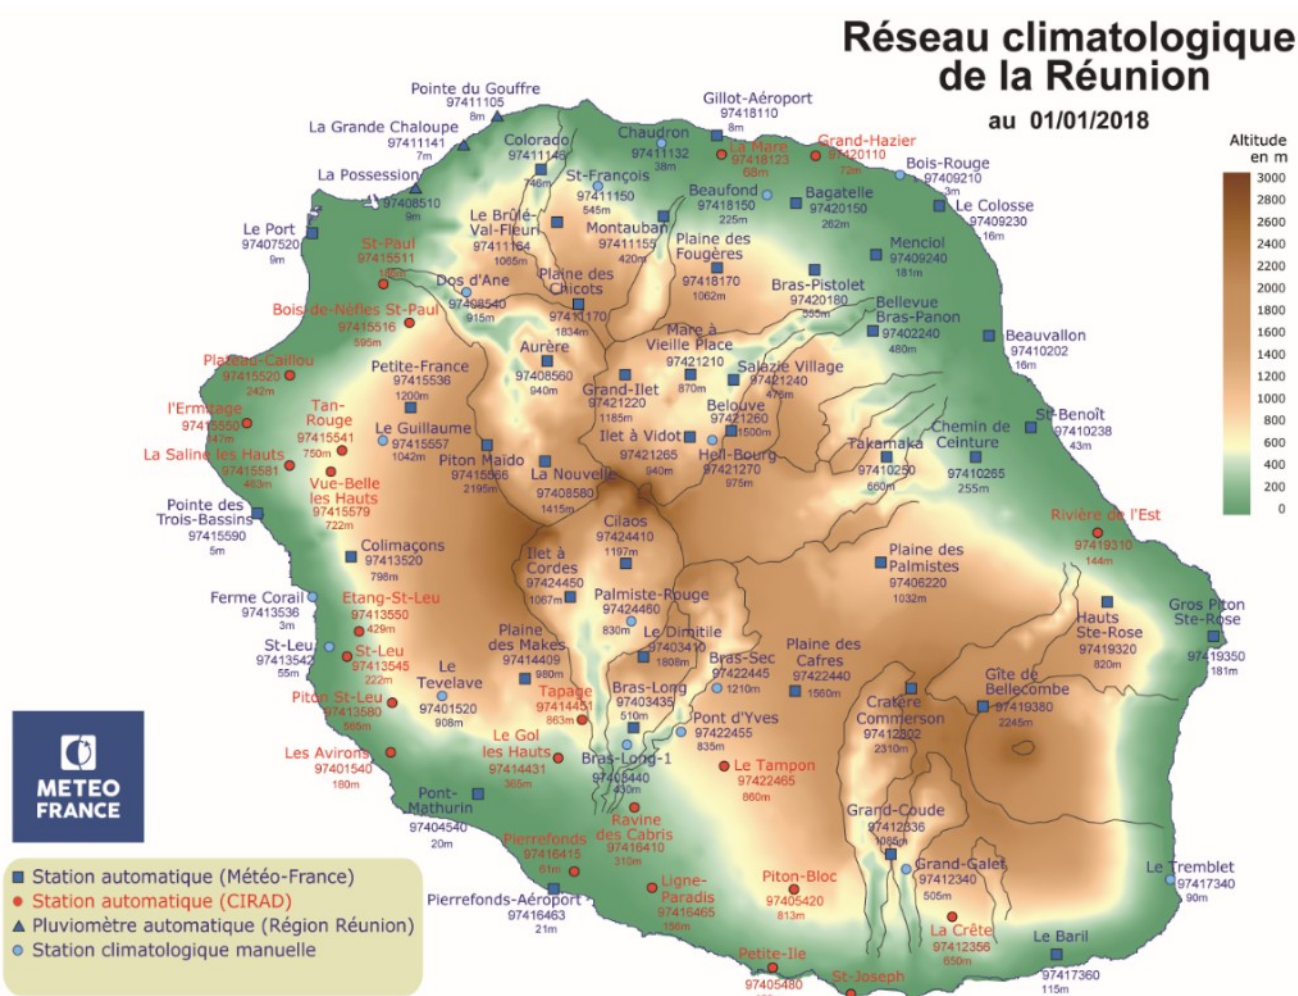 Réseau climatologique
de la Réunion
au 01/01/2018
Altitude
en m
3000
2800
2600
2400
2200
2000
1800
1600
1400
1200
1000
800
600
400
200
0
Pointe du Gouffre
97411105
8m
La Grande Chaloupe
97411141
7m
La Possession
97408510
9m
Le Port
97407520
9m
Colorado
97411146
746m
Chaudron
97411132
38m
Gillot-Aéroport
97418110
8m
La Mare
97418123
68m
Grand-Hazier
97420110
72m
Bois-Rouge
97409210
3m
Le Colosse
97409230
16m
St-François
97411150
545m
Beaufond
97418150
225m
Bagatelle
97420150
262m
Le Brûlé-
Val-Fleuri
97411164
1065m
Montauban
97411155
420m
Plaine des
Fougères
97418170
1062m
Menciol
97409240
181m
St-Paul
97415511
Dos d'Ane
97408540
915m
Plaine des
Chicots
97411170
1834m
Bras-Pistolet
97420180
555m
Bellevue
Bras-Panon
97402240
480m
Beauvallon
97410202
16m
Bois-de-Nèfles St-Paul
97415516
595m
Plateau-Caillou
97415520
242m
Petite-France
97415536
1200m
Aurère
97408560
940m
Mare à
Vieille Place
97421210
870m
Grand-Ilet
97421220
1185m
Salazie Village
97421240
476m
Belouve
97421260
1500m
l'Ermitage
97415550
147m
Tan-
Rouge
97415541
750m
Le Guillaume
97415557
1042m
Ilet à Vidot
97421265
940m
Hell-Bourg
97421270
975m
Takamaka
97410250
660m
Chemin de
Ceinture
97410265
255m
St-Benoît
97410238
43m
La Saline les Hauts
97415581
463m
Piton Maïdo
97415566
2195m
La Nouvelle
97408580
1415m
Vue-Belle
les Hauts
97415579
722m
Pointe des
Trois-Bassins
97415590
5m
Rivière de l'Est
97419310
144m
Colimaçons
97413520
798m
Cilaos
97424410
1197m
Ilet à
Cordes
97424450
1067m
Plaine des
Palmistes
97406220
1032m
Ferme Corail
97413536
3m
Etang-St-Leu
97413550
429m
Palmiste-Rouge
97424460
830m
Hauts
Ste-Rose
97419320
820m
Gros Piton
Ste-Rose
97419350
181m
St-Leu
97413542
55m
St-Leu
97413545
222m
Plaine
des Makes
97414409
980m
Le Dimitile
97403410
1808m
Bras-Sec
97422445
1210m
Plaine des
Cafres
97422440
1560m
Le
Tevelave
97401520
908m
Piton St-Leu
97413580
565m
Tapage
97414451
863m
Bras-Long
97403435
510m
Pont d'Yves
97422455
835m
Cratère
Commerson
97412302
2310m
Gîte de
Bellecombe
97419380
2245m
Les Avirons
97401540
180m
Le Gol
les Hauts
97414431
365m
Bras-Long-1
97403440
430m
Le Tampon
97422465
860m
Pont-
Mathurin
97404540
20m
Ravine
des Cabris
97416410
310m
Grand-Coude
97412336
1085m
Pierrefonds
97416415
61m
Pierrefonds-Aéroport
97416463
21m
Ligne-
Paradis
97416465
156m
Piton-Bloc
97405420
813m
Grand-Galet
97412340
505m
Le Tremblet
97417340
90m
La Crête
97412356
650m
Le Baril
97417360
115m
Petite-Ile
97405480
St-Joseph
METEO
FRANCE
Station automatique (Météo-France)
Station automatique (CIRAD)
Pluviomètre automatique (Région Réunion)
Station climatologique manuelle